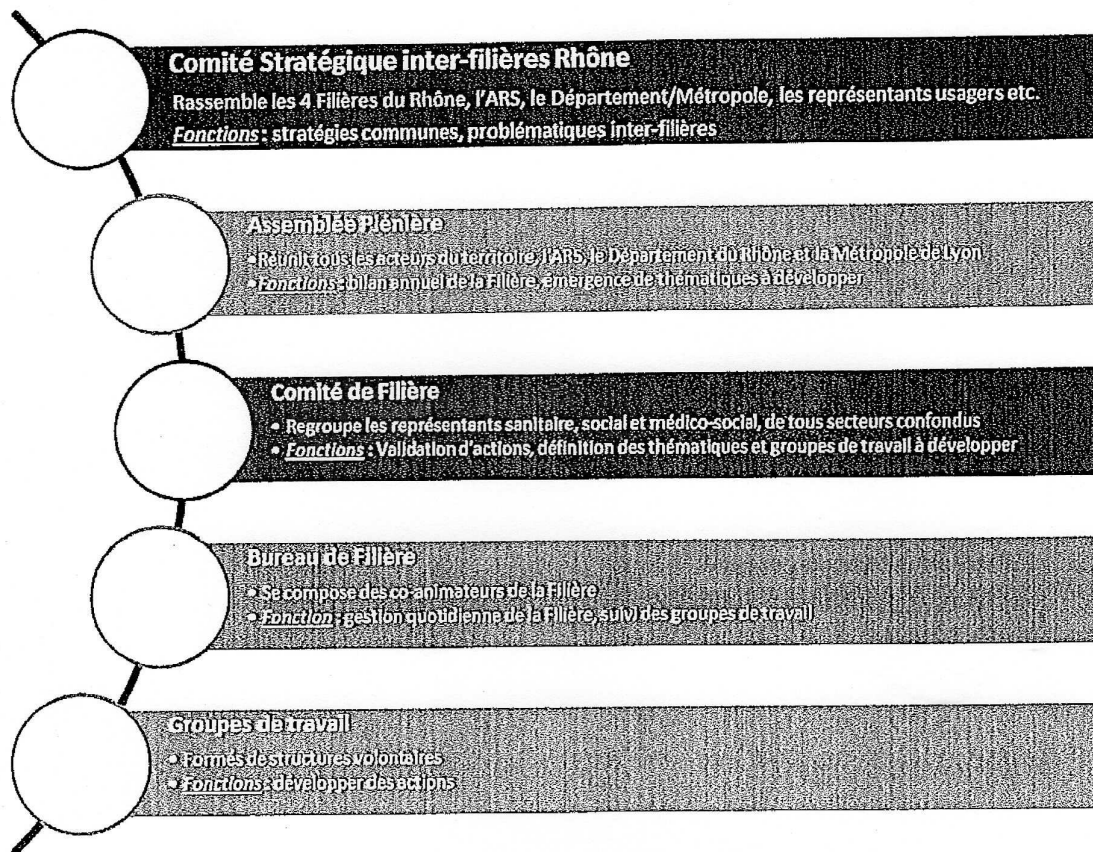 Comité Stratégique inter-filières Rhône
Rassemble les 4 Filières du Rhône, l'ARS, le Département/Métropole, les représentants usagers etc.
Fonctions : stratégies communes, problématiques inter-filières
Assemblée Plénière
• Réunit tous les acteurs du territoire, l'ARS, le Département du Rhône et la Métropole de Lyon
• Fonctions : bilan annuel de la Filière, émergence de thématiques à développer
Comité de Filière
• Regroupe les représentants sanitaire, social et médico-social, de tous secteurs confondus
• Fonctions : Validation d'actions, définition des thématiques et groupes de travail à développer
Bureau de Filière
• Se compose des co-animateurs de la Filière
• Fonction : gestion quotidienne de la Filière, suivi des groupes de travail
Groupes de travail
• Formés de structures volontaires
• Fonctions : développer des actions